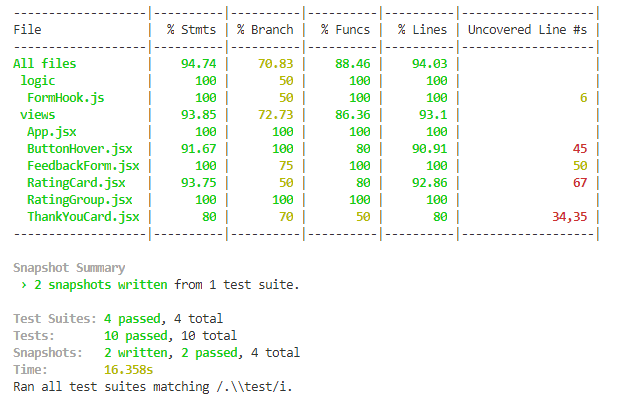 --------------------|----------|----------|----------|----------|-------------------|
File                |  % Stmts | % Branch |  % Funcs |  % Lines | Uncovered Line #s |
--------------------|----------|----------|----------|----------|-------------------|
All files           |    94.74 |    70.83 |    88.46 |    94.03 |                   |
 logic              |      100 |       50 |      100 |      100 |                   |
  FormHook.js       |      100 |       50 |      100 |      100 |                 6 |
 views              |    93.85 |    72.73 |    86.36 |     93.1 |                   |
  App.jsx           |      100 |      100 |      100 |      100 |                   |
  ButtonHover.jsx   |    91.67 |      100 |       80 |    90.91 |                45 |
  FeedbackForm.jsx  |      100 |       75 |      100 |      100 |                50 |
  RatingCard.jsx    |    93.75 |       50 |       80 |    92.86 |                67 |
  RatingGroup.jsx   |      100 |      100 |      100 |      100 |                   |
  ThankYouCard.jsx  |       80 |       70 |       50 |       80 |             34,35 |
--------------------|----------|----------|----------|----------|-------------------|
Snapshot Summary
 › 2 snapshots written from 1 test suite.
Test Suites: 4 passed, 4 total
Tests:       10 passed, 10 total
Snapshots:   2 written, 2 passed, 4 total
Time:        16.358s
Ran all test suites matching /.\\test/i.